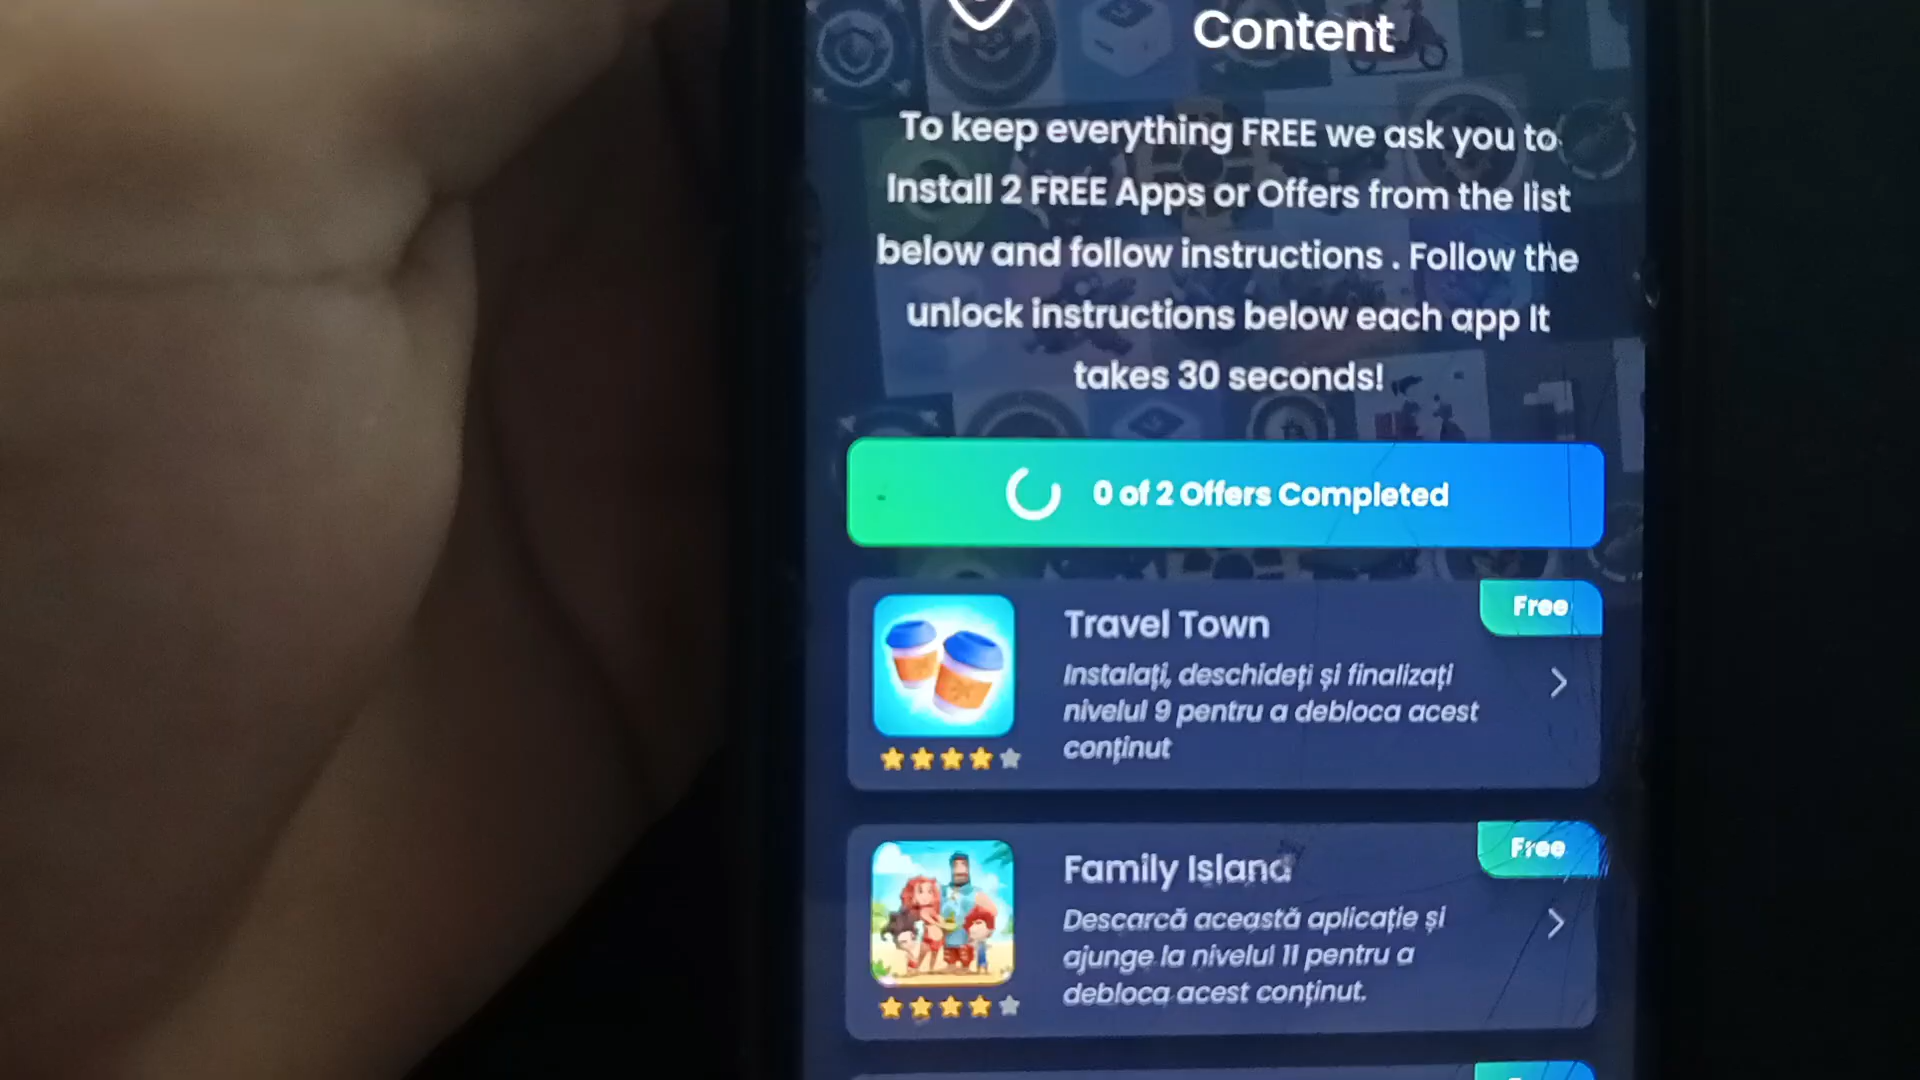 Content
To keep everything FREE we ask you to
Install 2 FREE Apps or Offers from the list
below and follow instructions . Follow the
unlock instructions below each app It
takes 30 seconds!
0 of 2 Offers Completed
Free
Travel Town
Instalați, deschideți și finalizați
nivelul 9 pentru a debloca acest
conținut
Free
Family Island
Descarcă această aplicație și
ajunge la nivelul 11 pentru a
debloca acest conținut.